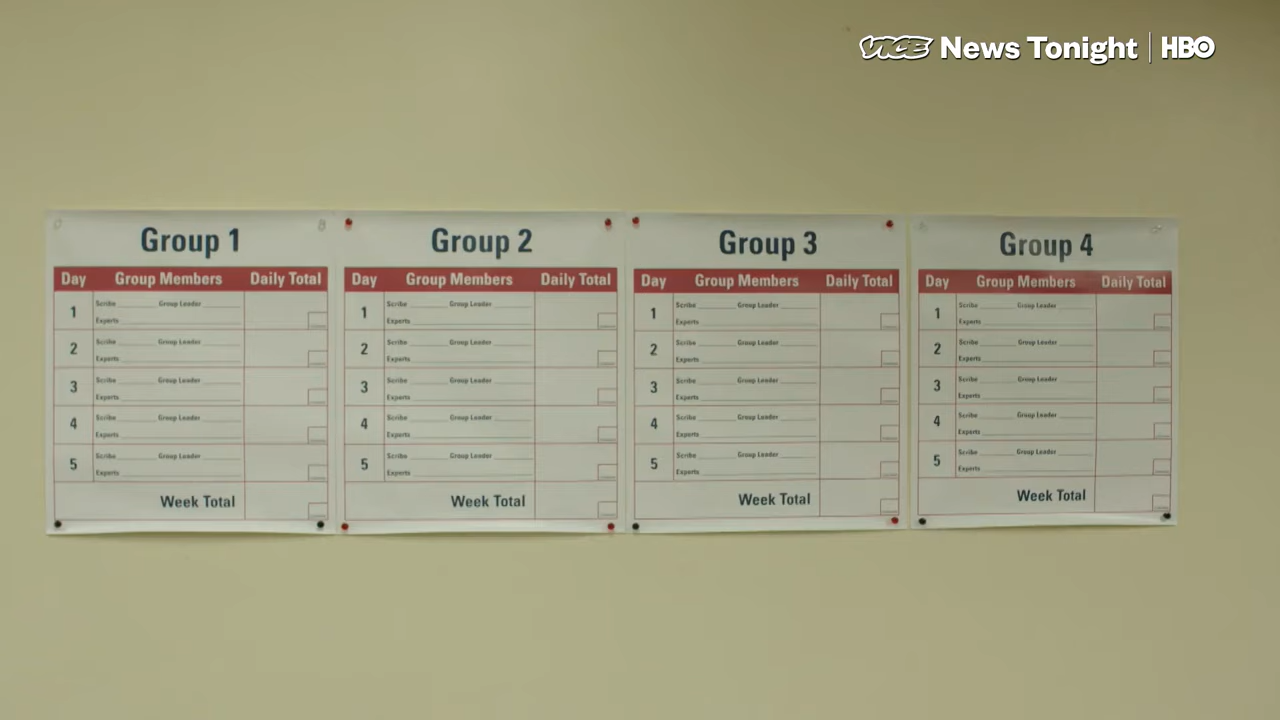 VICE News Tonight | HBO
Group 1
Day Group Members Daily Total
1 Scribe Group Leader
Experts
2 Scribe Group Leader
Experts
3 Scribe Group Leader
Experts
4 Scribe Group Leader
Experts
5 Scribe Group Leader
Experts
Week Total
Group 2
Day Group Members Daily Total
1 Scribe Group Leader
Experts
2 Scribe Group Leader
Experts
3 Scribe Group Leader
Experts
4 Scribe Group Leader
Experts
5 Scribe Group Leader
Experts
Week Total
Group 3
Day Group Members Daily Total
1 Scribe Group Leader
Experts
2 Scribe Group Leader
Experts
3 Scribe Group Leader
Experts
4 Scribe Group Leader
Experts
5 Scribe Group Leader
Experts
Week Total
Group 4
Day Group Members Daily Total
1 Scribe Group Leader
Experts
2 Scribe Group Leader
Experts
3 Scribe Group Leader
Experts
4 Scribe Group Leader
Experts
5 Scribe Group Leader
Experts
Week Total